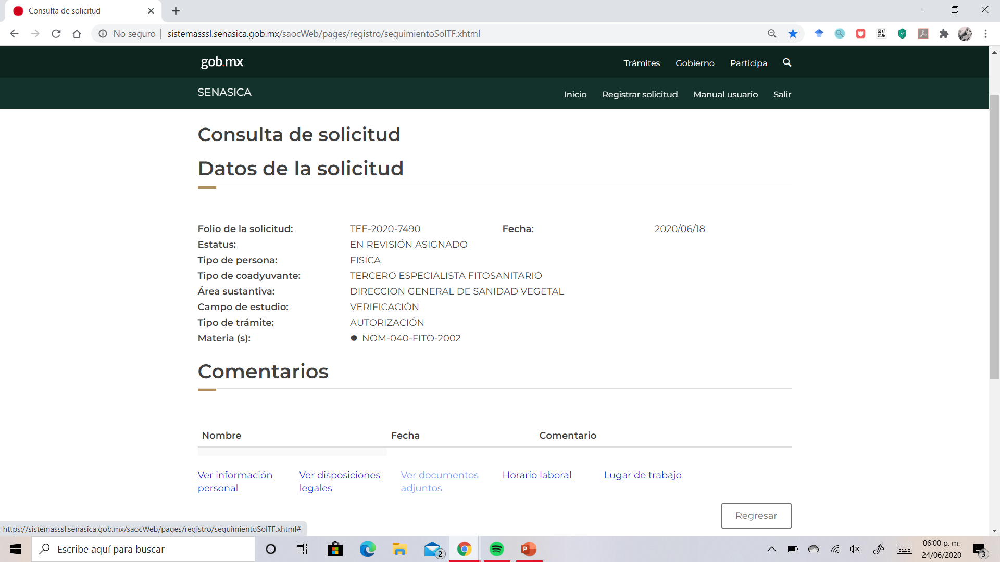 Consulta de solicitud
No seguro | sistemasssl.senasica.gob.mx/saocWeb/pages/registro/seguimientoSolTF.xhtml
gob.mx
Trámites Gobierno Participa
SENASICA
Inicio Registrar solicitud Manual usuario Salir
Consulta de solicitud
Datos de la solicitud
Folio de la solicitud: TEF-2020-7490 Fecha: 2020/06/18
Estatus: EN REVISIÓN ASIGNADO
Tipo de persona: FISICA
Tipo de coadyuvante: TERCERO ESPECIALISTA FITOSANITARIO
Área sustantiva: DIRECCION GENERAL DE SANIDAD VEGETAL
Campo de estudio: VERIFICACIÓN
Tipo de trámite: AUTORIZACIÓN
Materia (s): ✱ NOM-040-FITO-2002
Comentarios
Nombre Fecha Comentario
Ver información personal
Ver disposiciones legales
Ver documentos adjuntos
Horario laboral
Lugar de trabajo
Regresar
https://sistemasssl.senasica.gob.mx/saocWeb/pages/registro/seguimientoSolTF.xhtml#
Escribe aquí para buscar
2
06:00 p. m.
24/06/2020
3